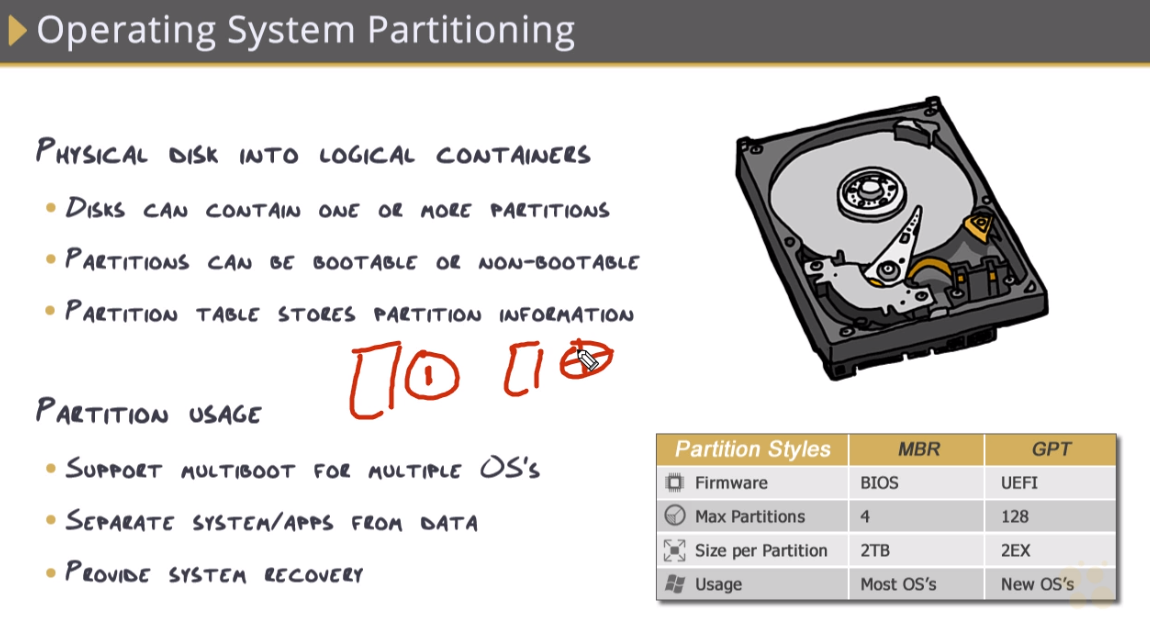 Operating System Partitioning
Physical disk into logical containers
• Disks can contain one or more partitions
• Partitions can be bootable or non-bootable
• Partition table stores partition information
1
Partition usage
• Support multiboot for multiple OS's
• Separate system/apps from data
• Provide system recovery
Partition Styles MBR GPT
Firmware BIOS UEFI
Max Partitions 4 128
Size per Partition 2TB 2EX
Usage Most OS's New OS's